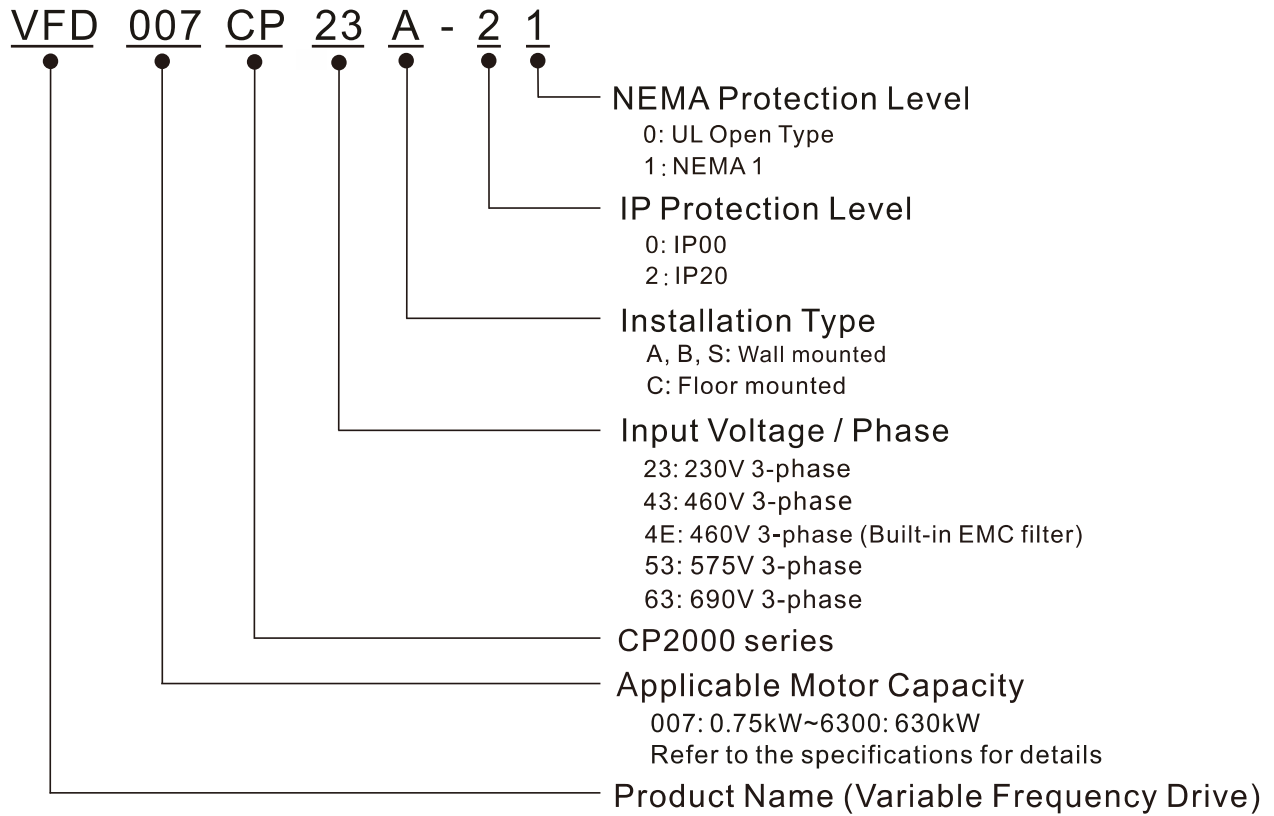 VFD 007 CP 23 A - 2 1
NEMA Protection Level
0: UL Open Type
1: NEMA 1
IP Protection Level
0: IP00
2: IP20
Installation Type
A, B, S: Wall mounted
C: Floor mounted
Input Voltage / Phase
23: 230V 3-phase
43: 460V 3-phase
4E: 460V 3-phase (Built-in EMC filter)
53: 575V 3-phase
63: 690V 3-phase
CP2000 series
Applicable Motor Capacity
007: 0.75kW~6300: 630kW
Refer to the specifications for details
Product Name (Variable Frequency Drive)